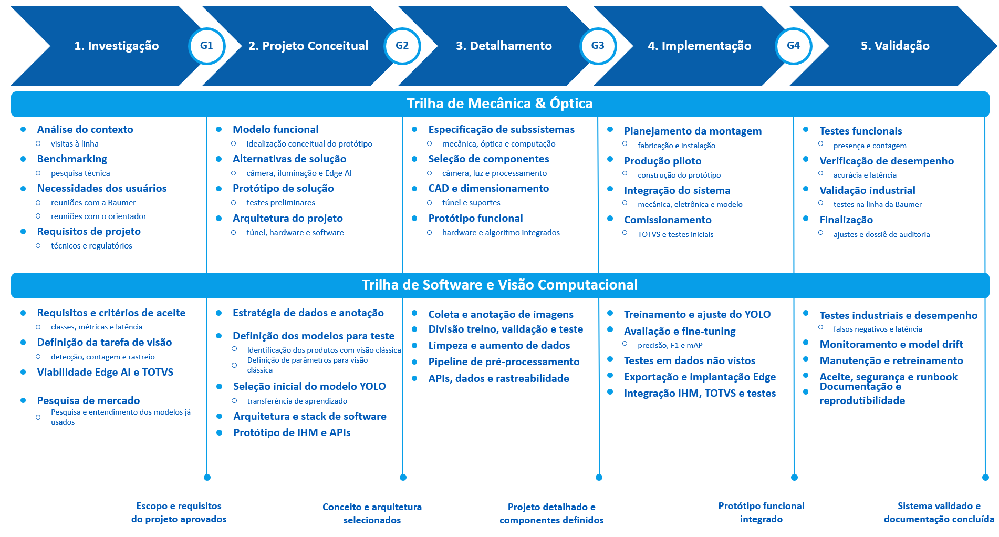 1. Investigação
G1
2. Projeto Conceitual
G2
3. Detalhamento
G3
4. Implementação
G4
5. Validação
Trilha de Mecânica & Óptica
Análise do contexto
visitas à linha
Benchmarking
pesquisa técnica
Necessidades dos usuários
reuniões com a Baumer
reuniões com o orientador
Requisitos de projeto
técnicos e regulatórios
Modelo funcional
idealização conceitual do protótipo
Alternativas de solução
câmera, iluminação e Edge AI
Protótipo de solução
testes preliminares
Arquitetura do projeto
túnel, hardware e software
Especificação de subssistemas
mecânica, óptica e computação
Seleção de componentes
câmera, luz e processamento
CAD e dimensionamento
túnel e suportes
Protótipo funcional
hardware e algoritmo integrados
Planejamento da montagem
fabricação e instalação
Produção piloto
construção do protótipo
Integração do sistema
mecânica, eletrônica e modelo
Comissionamento
TOTVS e testes iniciais
Testes funcionais
presença e contagem
Verificação de desempenho
acurácia e latência
Validação industrial
testes na linha da Baumer
Finalização
ajustes e dossiê de auditoria
Trilha de Software e Visão Computacional
Requisitos e critérios de aceite
classes, métricas e latência
Definição da tarefa de visão
detecção, contagem e rastreio
Viabilidade Edge AI e TOTVS
Pesquisa de mercado
Pesquisa e entendimento dos modelos já
usados
Estratégia de dados e anotação
Definição dos modelos para teste
Identificação dos produtos com visão clássica
Definição de parâmetros para visão
clássica
Seleção inicial do modelo YOLO
transferência de aprendizado
Arquitetura e stack de software
Protótipo de IHM e APIs
Coleta e anotação de imagens
Divisão treino, validação e teste
Limpeza e aumento de dados
Pipeline de pré-processamento
APIs, dados e rastreabilidade
Treinamento e ajuste do YOLO
Avaliação e fine-tuning
precisão, F1 e mAP
Testes em dados não vistos
Exportação e implantação Edge
Integração IHM, TOTVS e testes
Testes industriais e desempenho
falsos negativos e latência
Monitoramento e model drift
Manutenção e retreinamento
Aceite, segurança e runbook
Documentação e
reprodutibilidade
Escopo e requisitos
do projeto aprovados
Conceito e arquitetura
selecionados
Projeto detalhado e
componentes definidos
Protótipo funcional
integrado
Sistema validado e
documentação concluída